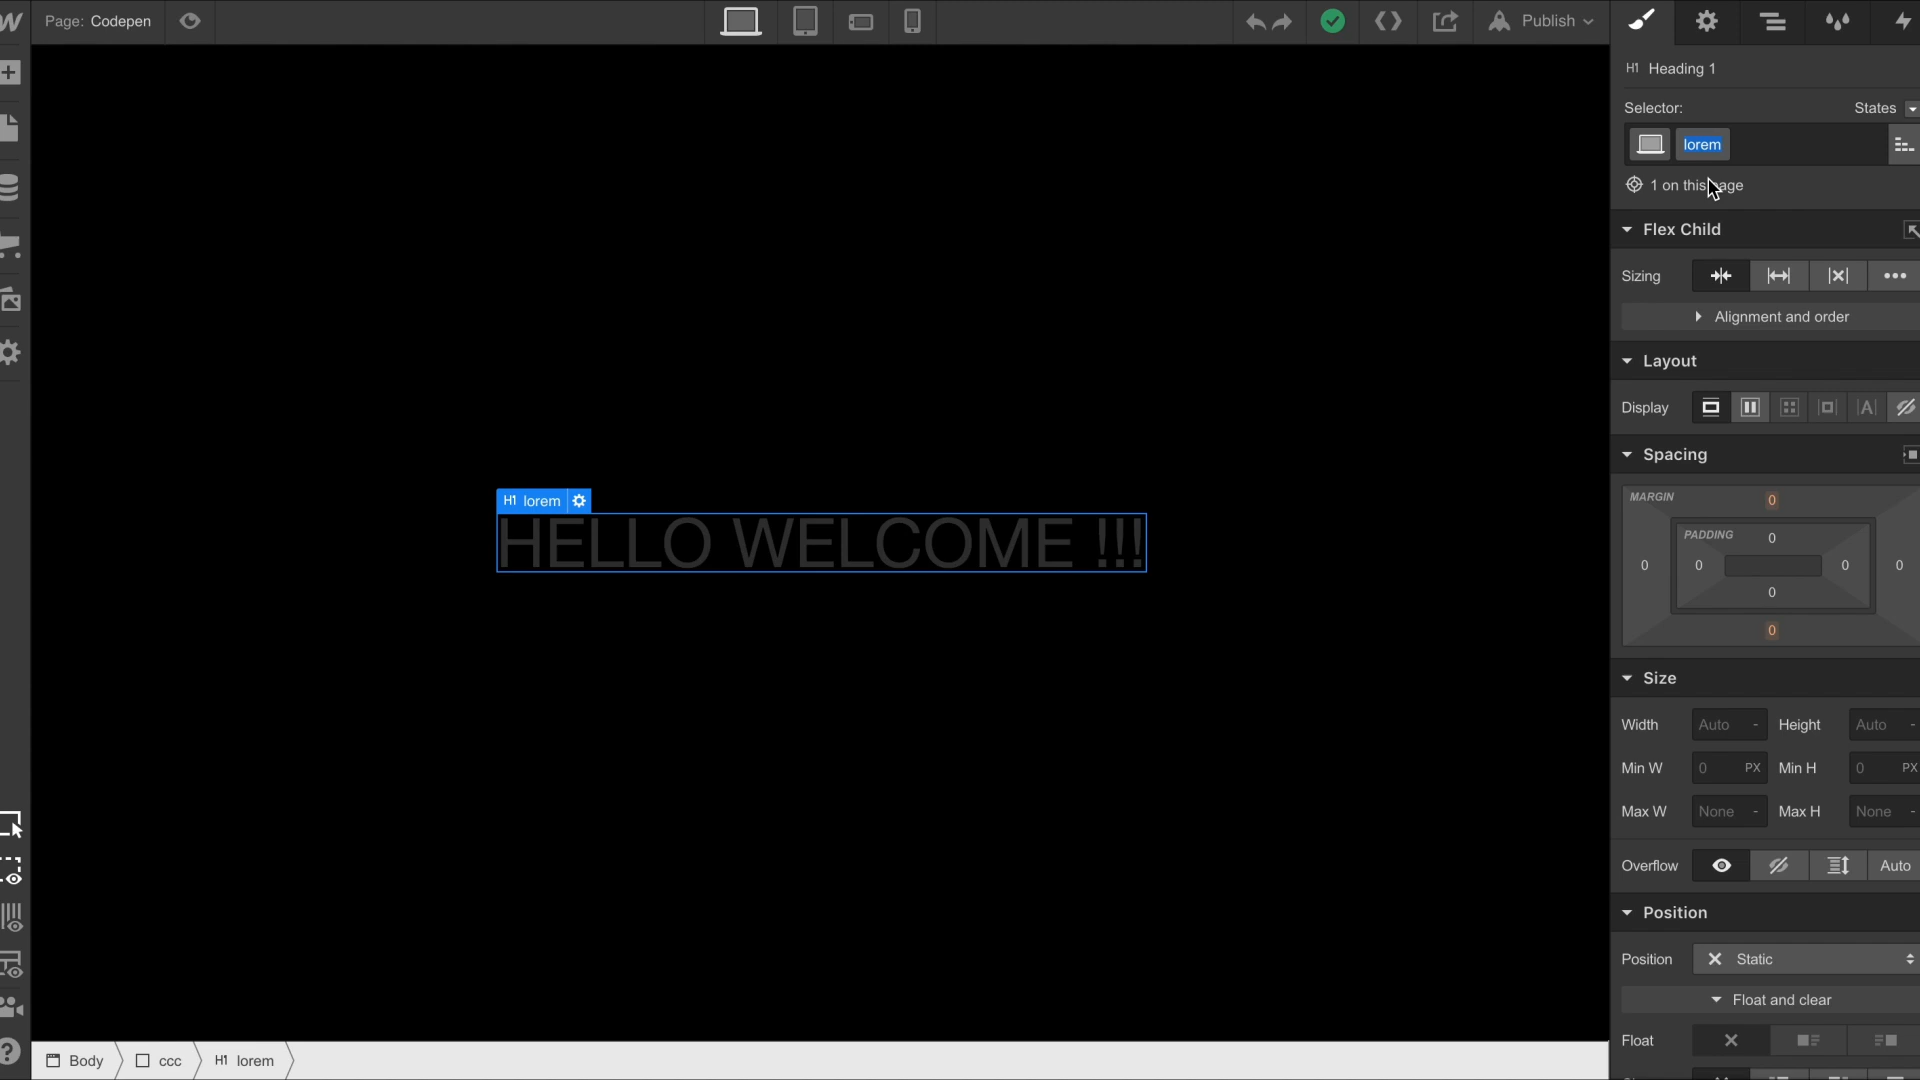 Page: Codepen
Publish
H1 Heading 1
Selector:
States
lorem
1 on this page
Flex Child
Sizing
Alignment and order
Layout
Display
Spacing
MARGIN
0
PADDING
0
0
0
0
0
0
0
Size
Width
Auto
-
Height
Auto
-
Min W
0
PX
Min H
0
PX
Max W
None
-
Max H
None
-
Overflow
Auto
Position
Position
Static
Float and clear
Float
H1 lorem
HELLO WELCOME !!!
Body
ccc
H1 lorem